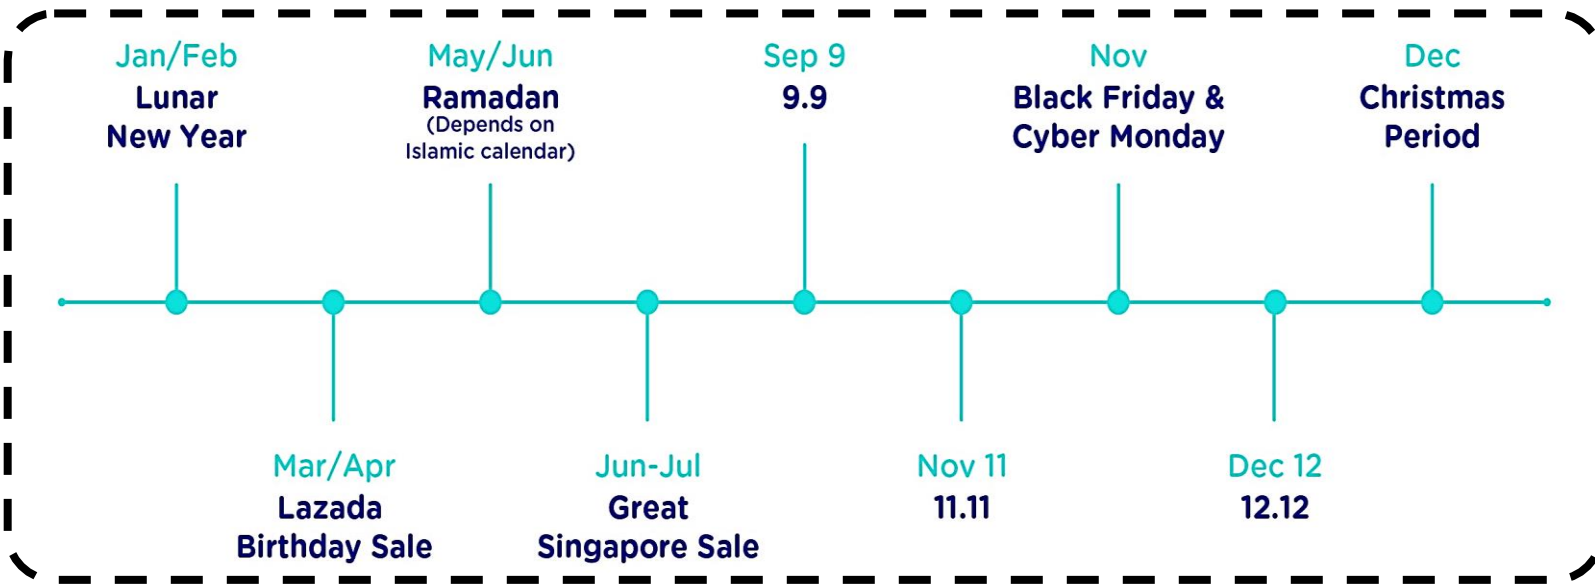 Jan/Feb
Lunar
New Year
May/Jun
Ramadan
(Depends on
Islamic calendar)
Sep 9
9.9
Nov
Black Friday &
Cyber Monday
Dec
Christmas
Period
Mar/Apr
Lazada
Birthday Sale
Jun-Jul
Great
Singapore Sale
Nov 11
11.11
Dec 12
12.12